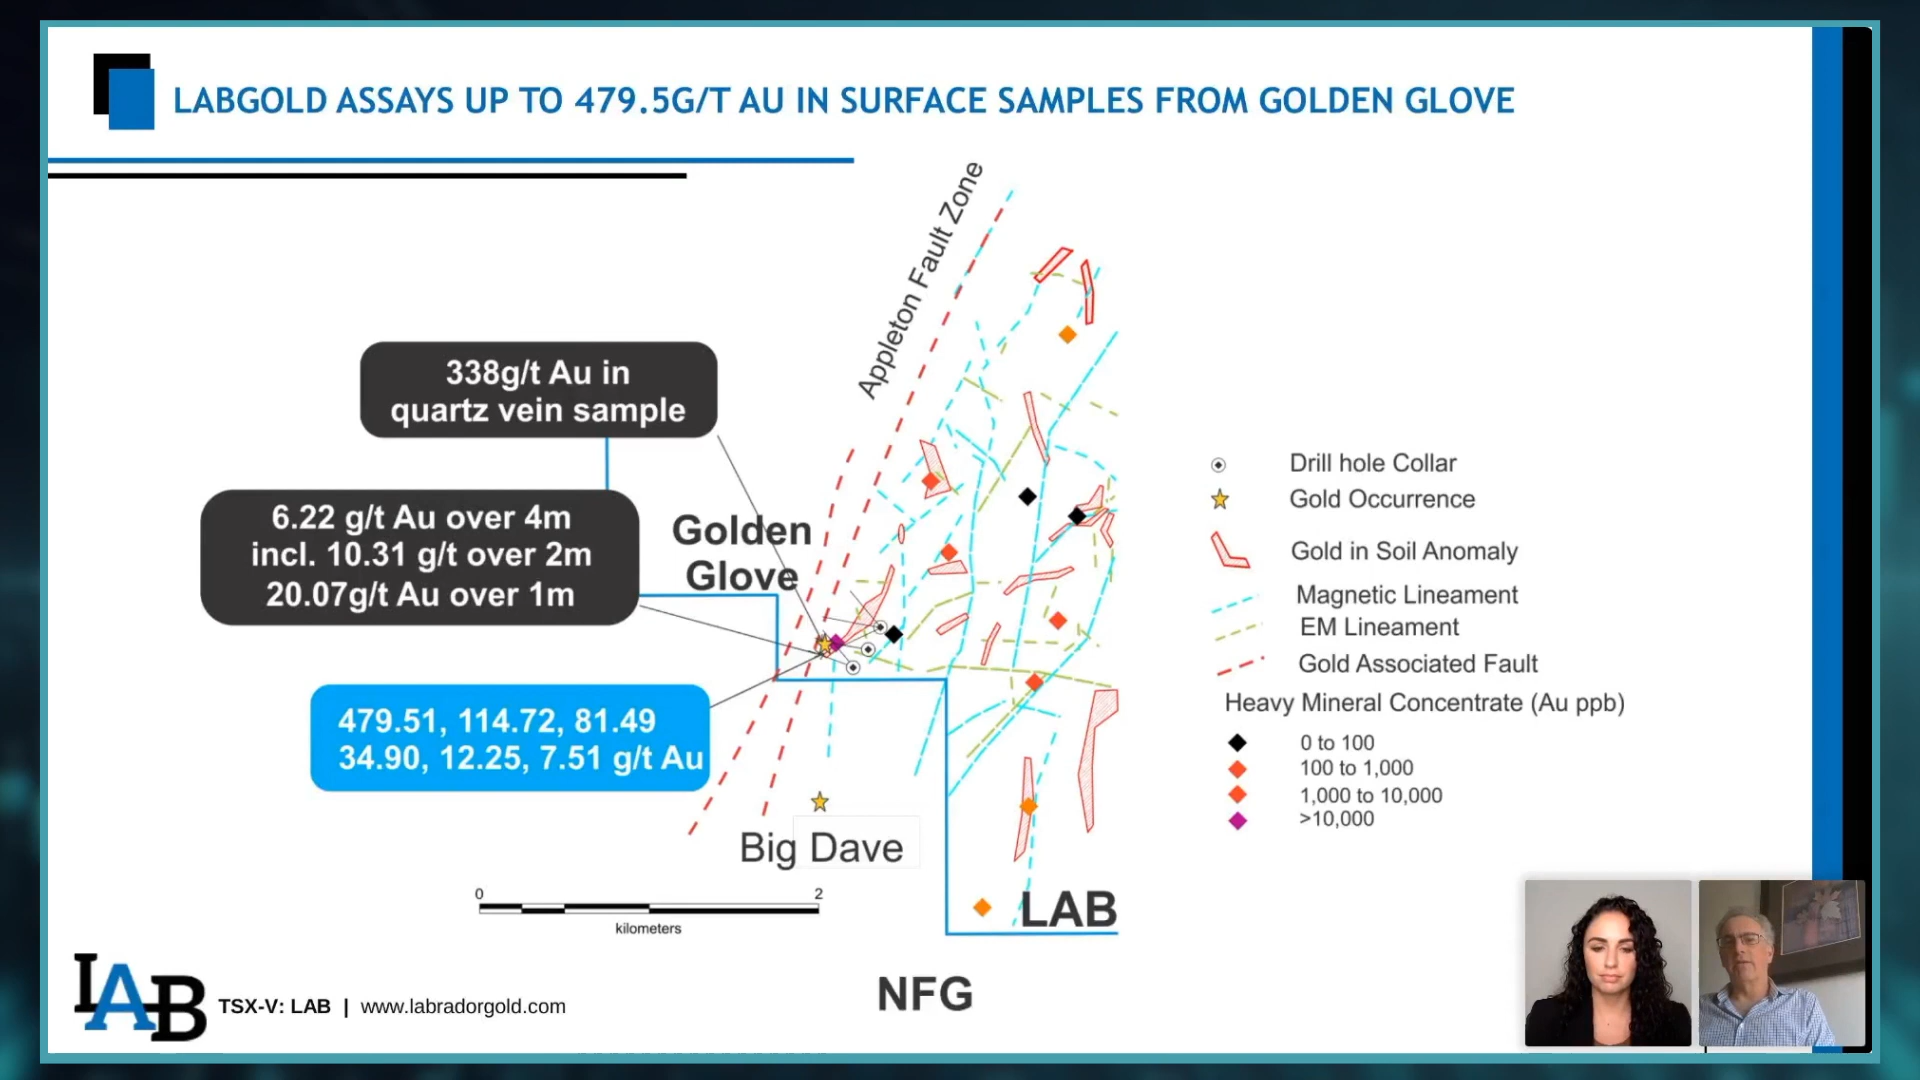 LABGOLD ASSAYS UP TO 479.5G/T AU IN SURFACE SAMPLES FROM GOLDEN GLOVE
Appleton Fault Zone
338g/t Au in
quartz vein sample
6.22 g/t Au over 4m
incl. 10.31 g/t over 2m
20.07g/t Au over 1m
Golden
Glove
479.51, 114.72, 81.49
34.90, 12.25, 7.51 g/t Au
Big Dave
0 2
kilometers
LAB
NFG
Drill hole Collar
Gold Occurrence
Gold in Soil Anomaly
Magnetic Lineament
EM Lineament
Gold Associated Fault
Heavy Mineral Concentrate (Au ppb)
0 to 100
100 to 1,000
1,000 to 10,000
>10,000
LAB
TSX-V: LAB | www.labradorgold.com